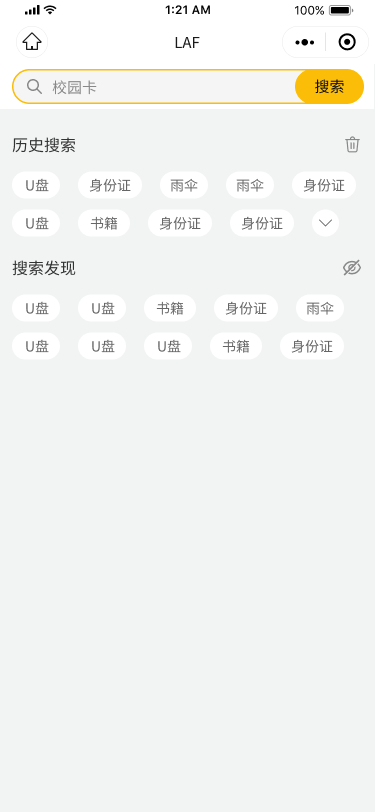 1:21 AM 100%
LAF
校园卡 搜索
历史搜索
U盘 身份证 雨伞 雨伞 身份证
U盘 书籍 身份证 身份证
搜索发现
U盘 U盘 书籍 身份证 雨伞
U盘 U盘 U盘 书籍 身份证